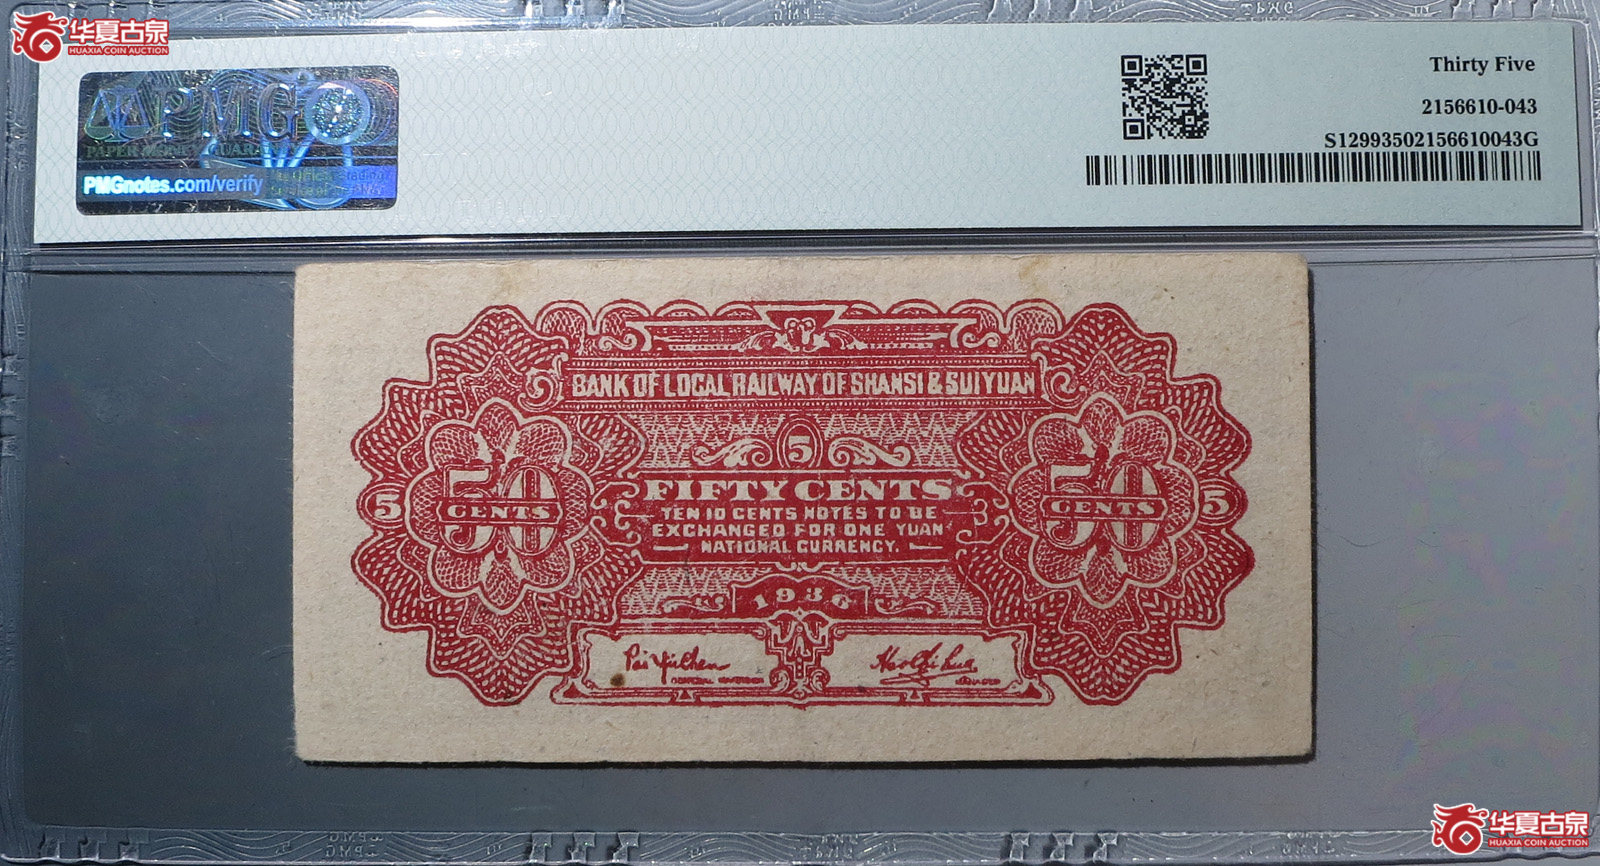 华夏古泉
HUAXIA COIN AUCTION
PMG
PAPER MONEY GUARANTY
PMGnotes.com/verify
Thirty Five
2156610-043
S12993502156610043G
BANK OF LOCAL RAILWAY OF SHANSI & SUIYUAN
5
50
CENTS
50
CENTS
5
5
FIFTY CENTS
TEN 10 CENTS NOTES TO BE
EXCHANGED FOR ONE YUAN
NATIONAL CURRENCY.
1936
华夏古泉
HUAXIA COIN AUCTION